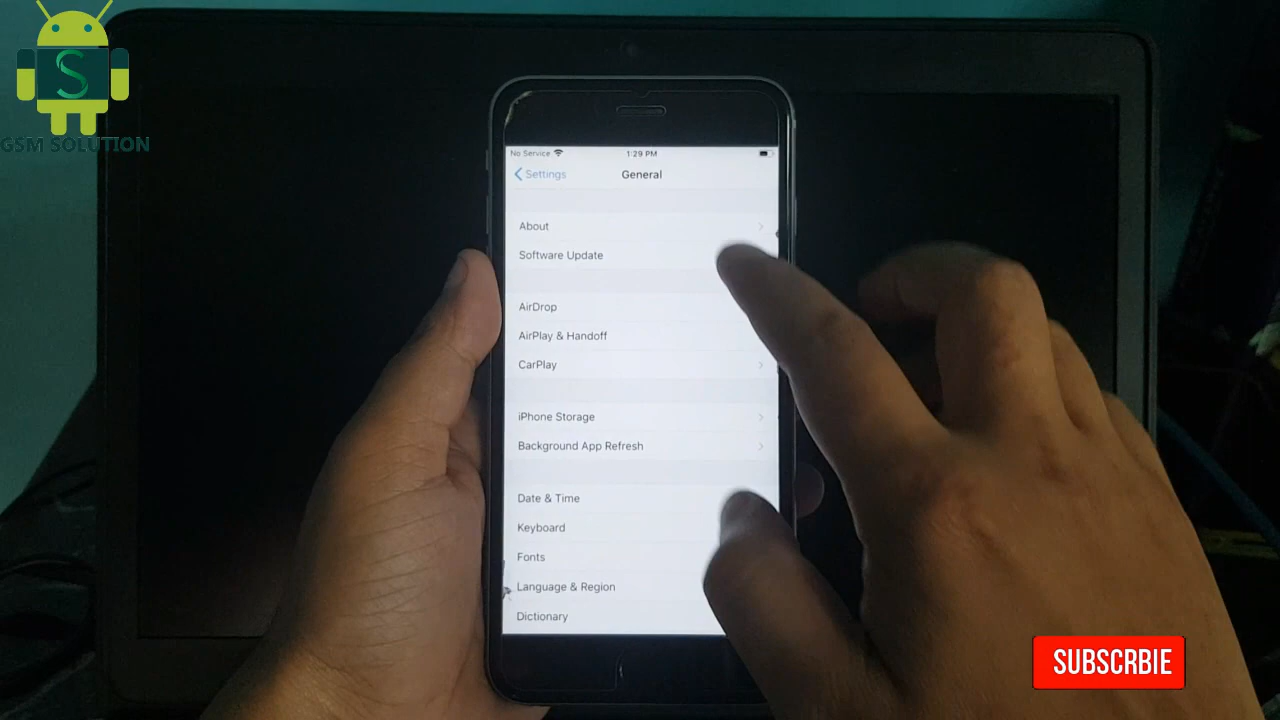 S
GSM SOLUTION
No Service 1:29 PM
Settings General
About
Software Update
AirDrop
AirPlay & Handoff
CarPlay
iPhone Storage
Background App Refresh
Date & Time
Keyboard
Fonts
Language & Region
Dictionary
SUBSCRBIE